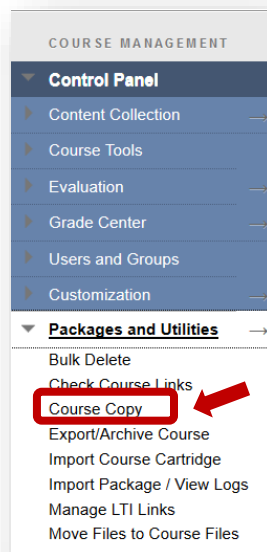 COURSE MANAGEMENT
Control Panel
Content Collection
Course Tools
Evaluation
Grade Center
Users and Groups
Customization
Packages and Utilities
Bulk Delete
Check Course Links
Course Copy
Export/Archive Course
Import Course Cartridge
Import Package / View Logs
Manage LTI Links
Move Files to Course Files